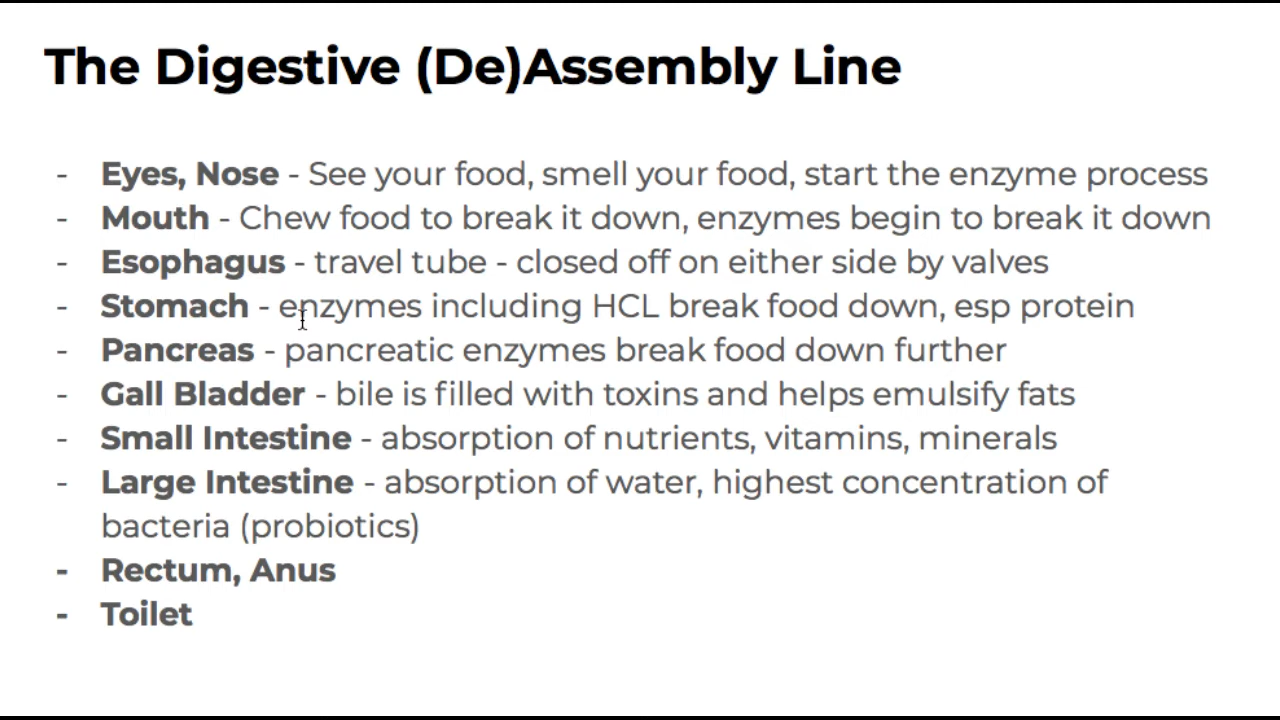 The Digestive (De)Assembly Line
- Eyes, Nose - See your food, smell your food, start the enzyme process
- Mouth - Chew food to break it down, enzymes begin to break it down
- Esophagus - travel tube - closed off on either side by valves
- Stomach - enzymes including HCL break food down, esp protein
- Pancreas - pancreatic enzymes break food down further
- Gall Bladder - bile is filled with toxins and helps emulsify fats
- Small Intestine - absorption of nutrients, vitamins, minerals
- Large Intestine - absorption of water, highest concentration of
bacteria (probiotics)
- Rectum, Anus
- Toilet